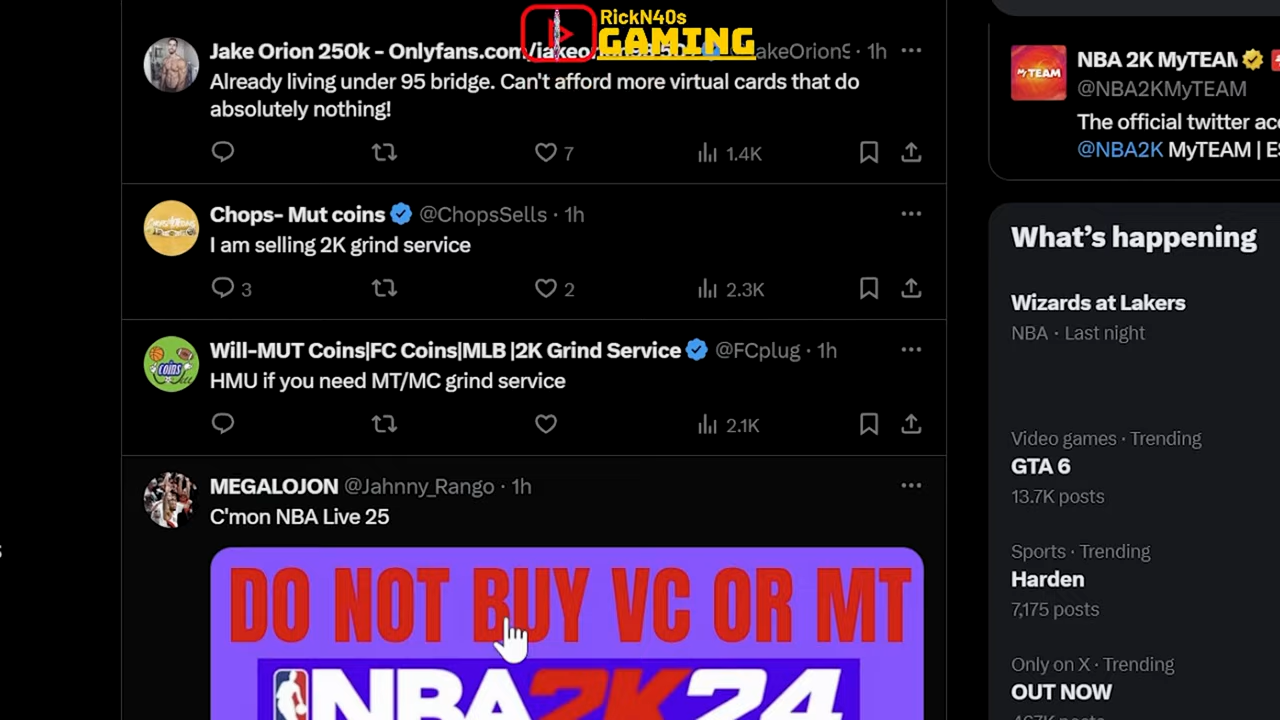 RickN40s
GAMING
Jake Orion 250k - Onlyfans.com/
· 1h
Already living under 95 bridge. Can't afford more virtual cards that do
absolutely nothing!
7
1.4K
Chops- Mut coins @ChopsSells · 1h
I am selling 2K grind service
3
2
2.3K
Will-MUT Coins|FC Coins|MLB |2K Grind Service @FCplug · 1h
HMU if you need MT/MC grind service
2.1K
MEGALOJON @Jahnny_Rango · 1h
C'mon NBA Live 25
DO NOT BUY VC OR MT
NBA2K24
coins
MyTEAM
NBA 2K MyTEAM
@NBA2KMyTEAM
The official twitter
@NBA2K MyTEAM |
What's happening
Wizards at Lakers
NBA · Last night
Video games · Trending
GTA 6
13.7K posts
Sports · Trending
Harden
7,175 posts
Only on X · Trending
OUT NOW